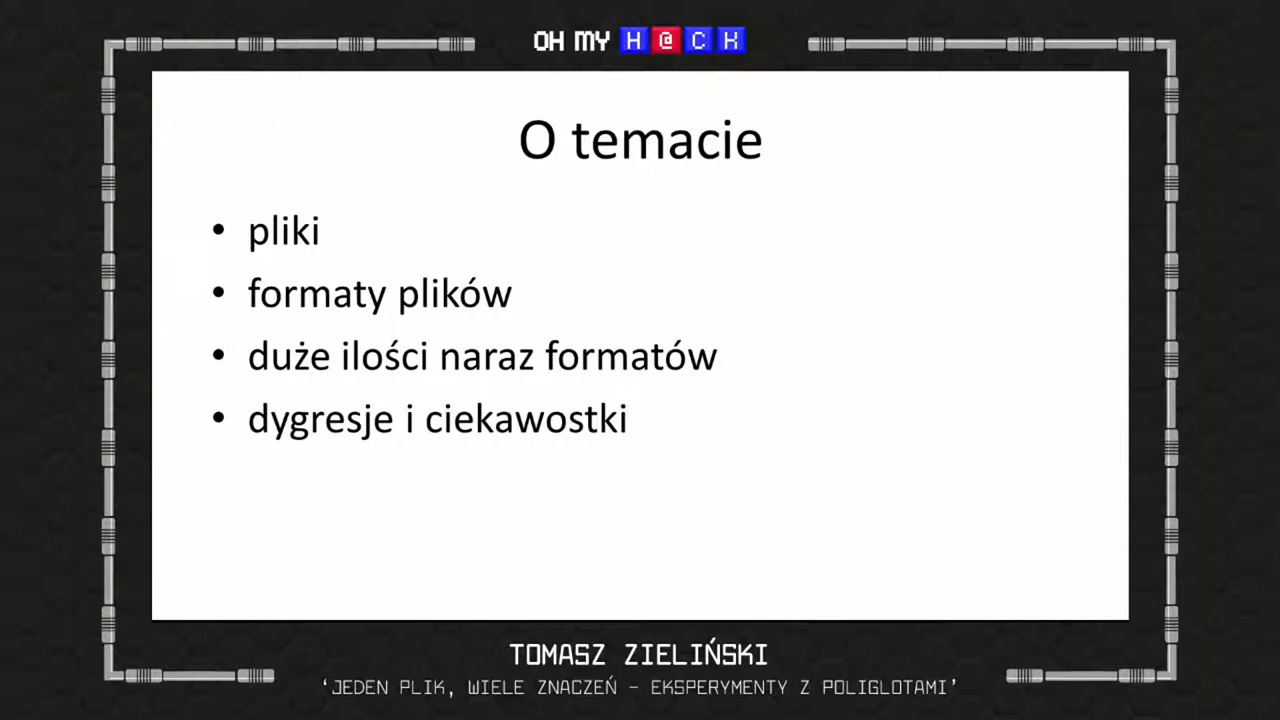 OH MY H@CK
O temacie
• pliki
• formaty plików
• duże ilości naraz formatów
• dygresje i ciekawostki
TOMASZ ZIELIŃSKI
‘JEDEN PLIK, WIELE ZNACZEŃ – EKSPERYMENTY Z POLIGLOTAMI’